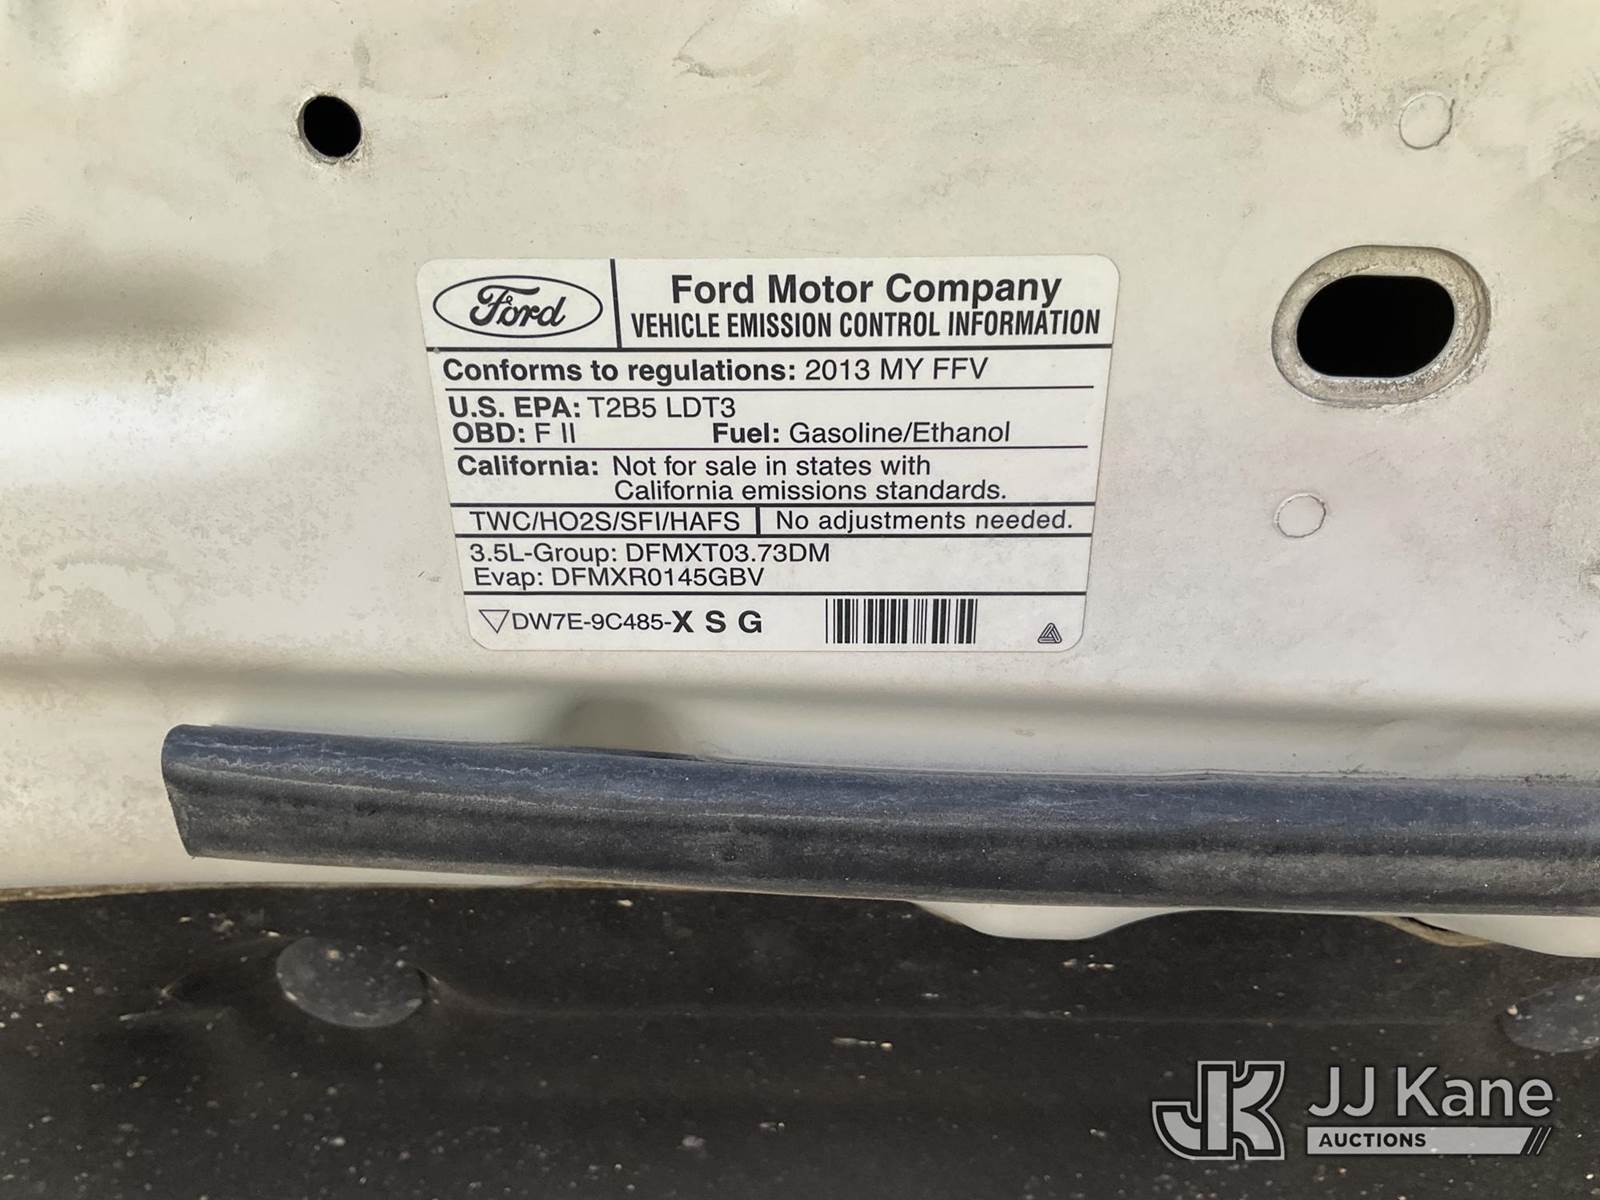 Ford
Ford Motor Company
VEHICLE EMISSION CONTROL INFORMATION
Conforms to regulations: 2013 MY FFV
U.S. EPA: T2B5 LDT3
OBD: F II Fuel: Gasoline/Ethanol
California: Not for sale in states with
California emissions standards.
TWC/HO2S/SFI/HAFS No adjustments needed.
3.5L-Group: DFMXT03.73DM
Evap: DFMXR0145GBV
DW7E-9C485-X S G
JK JJ Kane
AUCTIONS